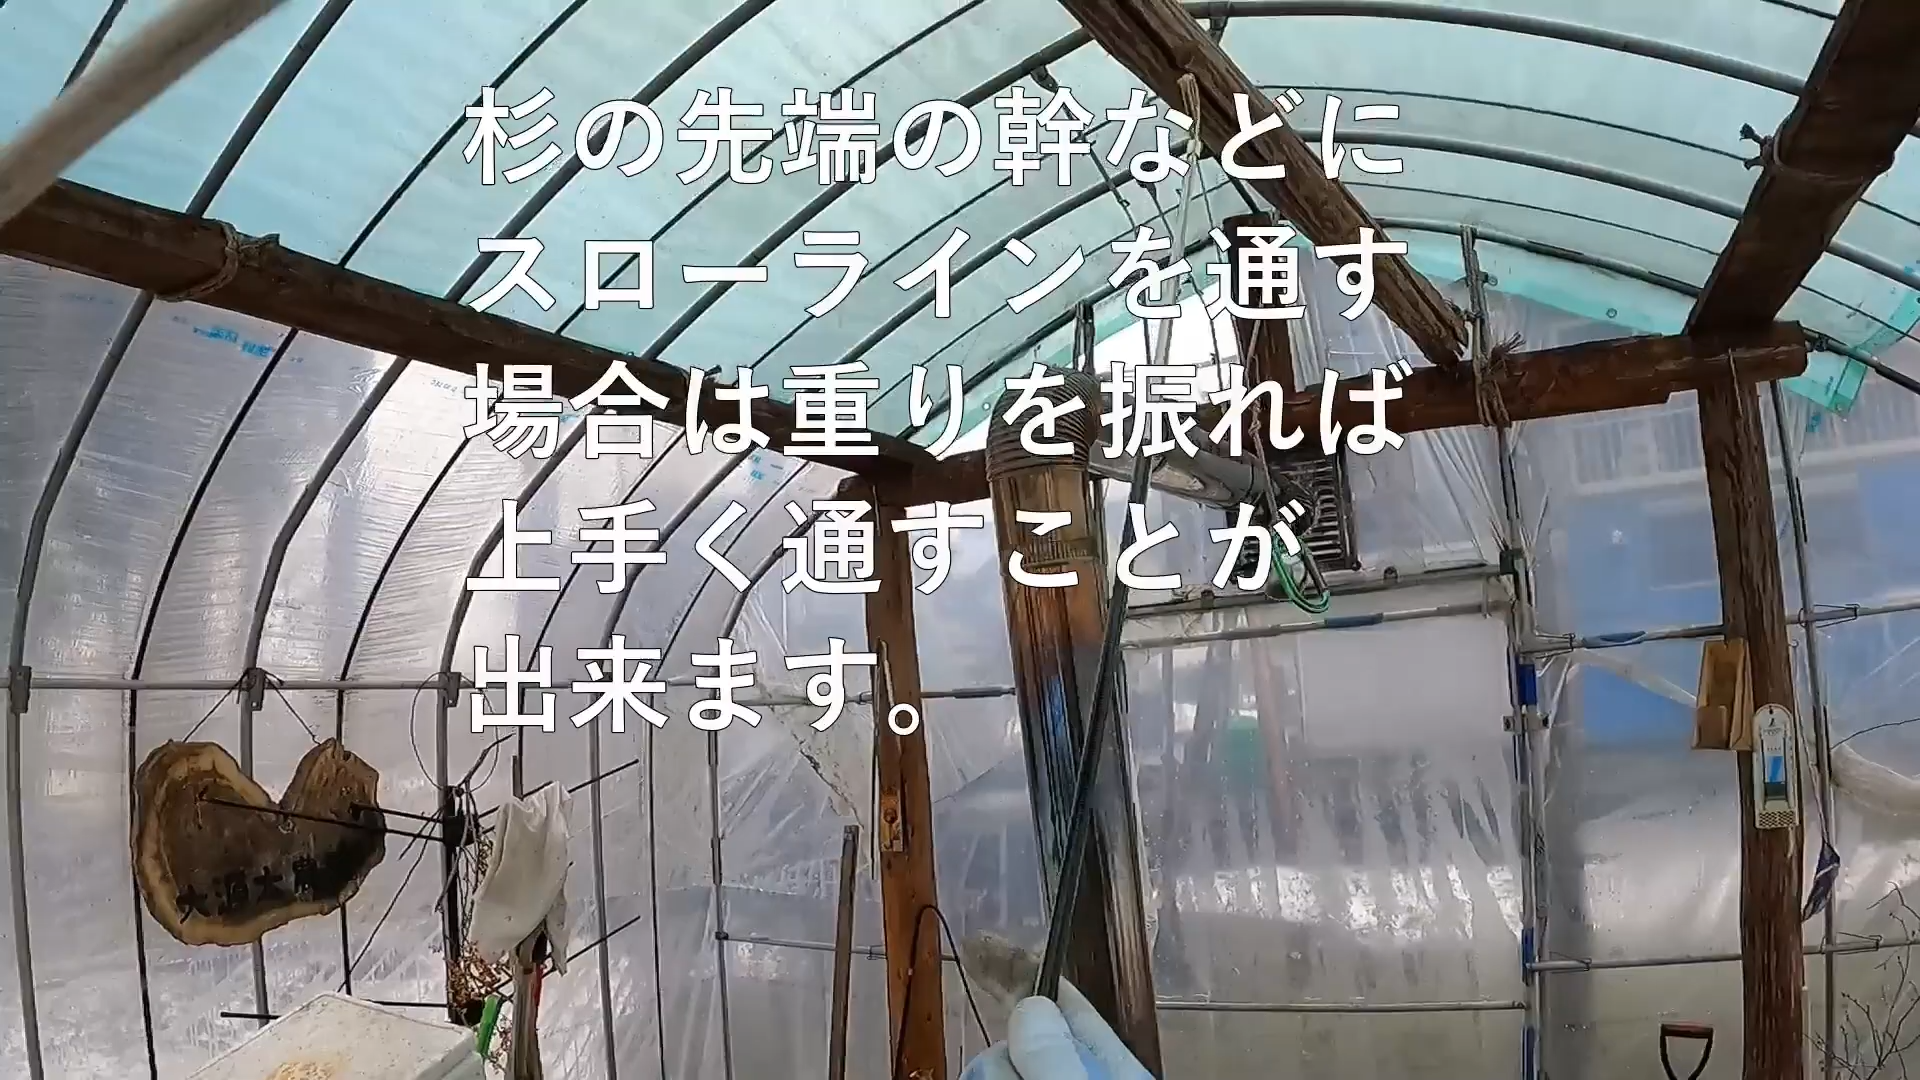 杉の先端の幹などに
スローラインを通す
場合は重りを振れば
上手く通すことが
出来ます。